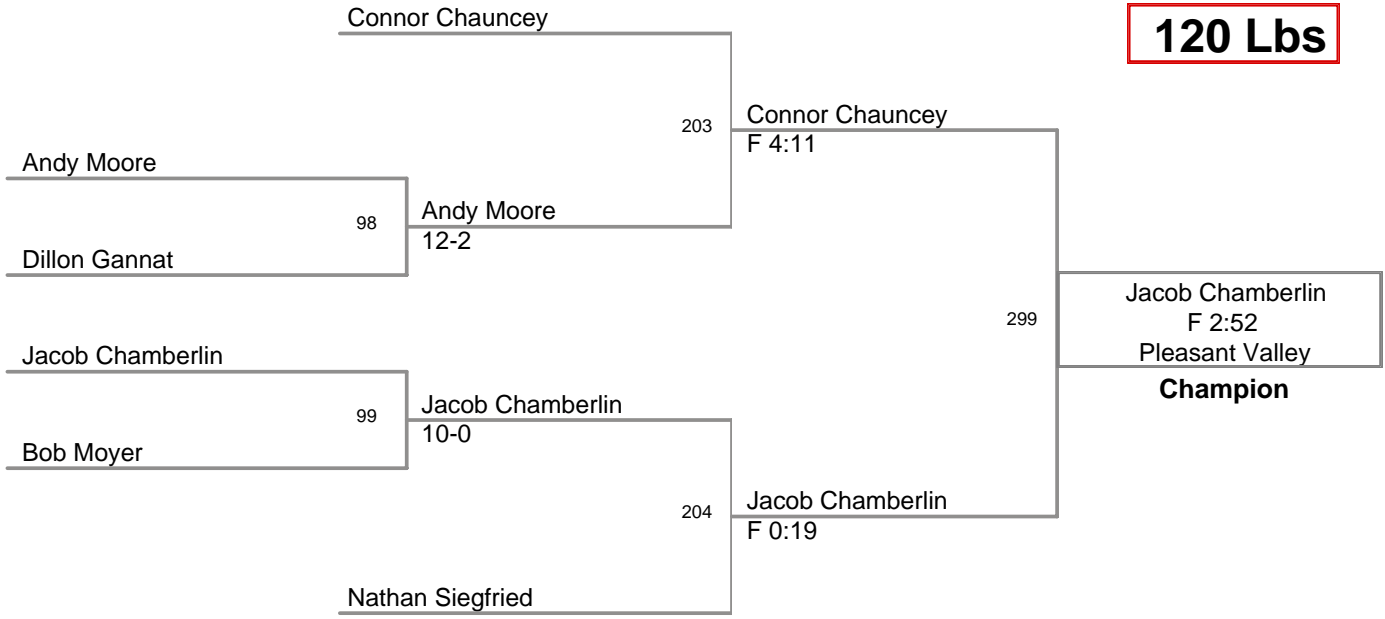 Connor Chauncey
120 Lbs
203
Connor Chauncey
F 4:11
Andy Moore
98
Andy Moore
12-2
Dillon Gannat
299
Jacob Chamberlin
F 2:52
Pleasant Valley
Champion
Jacob Chamberlin
99
Jacob Chamberlin
10-0
Bob Moyer
204
Jacob Chamberlin
F 0:19
Nathan Siegfried